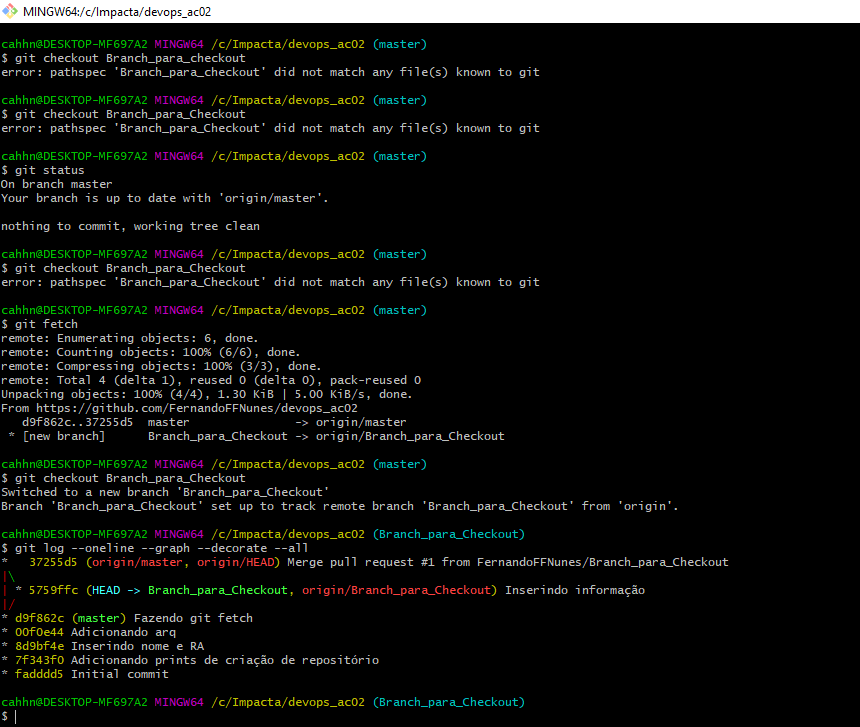 MINGW64:/c/Impacta/devops_ac02
cahhn@DESKTOP-MF697A2 MINGW64 /c/Impacta/devops_ac02 (master)
$ git checkout Branch_para_checkout
error: pathspec 'Branch_para_checkout' did not match any file(s) known to git
cahhn@DESKTOP-MF697A2 MINGW64 /c/Impacta/devops_ac02 (master)
$ git checkout Branch_para_Checkout
error: pathspec 'Branch_para_Checkout' did not match any file(s) known to git
cahhn@DESKTOP-MF697A2 MINGW64 /c/Impacta/devops_ac02 (master)
$ git status
On branch master
Your branch is up to date with 'origin/master'.
nothing to commit, working tree clean
cahhn@DESKTOP-MF697A2 MINGW64 /c/Impacta/devops_ac02 (master)
$ git checkout Branch_para_Checkout
error: pathspec 'Branch_para_Checkout' did not match any file(s) known to git
cahhn@DESKTOP-MF697A2 MINGW64 /c/Impacta/devops_ac02 (master)
$ git fetch
remote: Enumerating objects: 6, done.
remote: Counting objects: 100% (6/6), done.
remote: Compressing objects: 100% (3/3), done.
remote: Total 4 (delta 1), reused 0 (delta 0), pack-reused 0
Unpacking objects: 100% (4/4), 1.30 KiB | 5.00 KiB/s, done.
From https://github.com/FernandoFFNunes/devops_ac02
   d9f862c..37255d5  master               -> origin/master
 * [new branch]      Branch_para_Checkout -> origin/Branch_para_Checkout
cahhn@DESKTOP-MF697A2 MINGW64 /c/Impacta/devops_ac02 (master)
$ git checkout Branch_para_Checkout
Switched to a new branch 'Branch_para_Checkout'
Branch 'Branch_para_Checkout' set up to track remote branch 'Branch_para_Checkout' from 'origin'.
cahhn@DESKTOP-MF697A2 MINGW64 /c/Impacta/devops_ac02 (Branch_para_Checkout)
$ git log --oneline --graph --decorate --all
*   37255d5 (origin/master, origin/HEAD) Merge pull request #1 from FernandoFFNunes/Branch_para_Checkout
|\
| * 5759ffc (HEAD -> Branch_para_Checkout, origin/Branch_para_Checkout) Inserindo informação
|/
* d9f862c (master) Fazendo git fetch
* 00f0e44 Adicionando arq
* 8d9bf4e Inserindo nome e RA
* 7f343f0 Adicionando prints de criação de repositório
* fadddd5 Initial commit
cahhn@DESKTOP-MF697A2 MINGW64 /c/Impacta/devops_ac02 (Branch_para_Checkout)
$